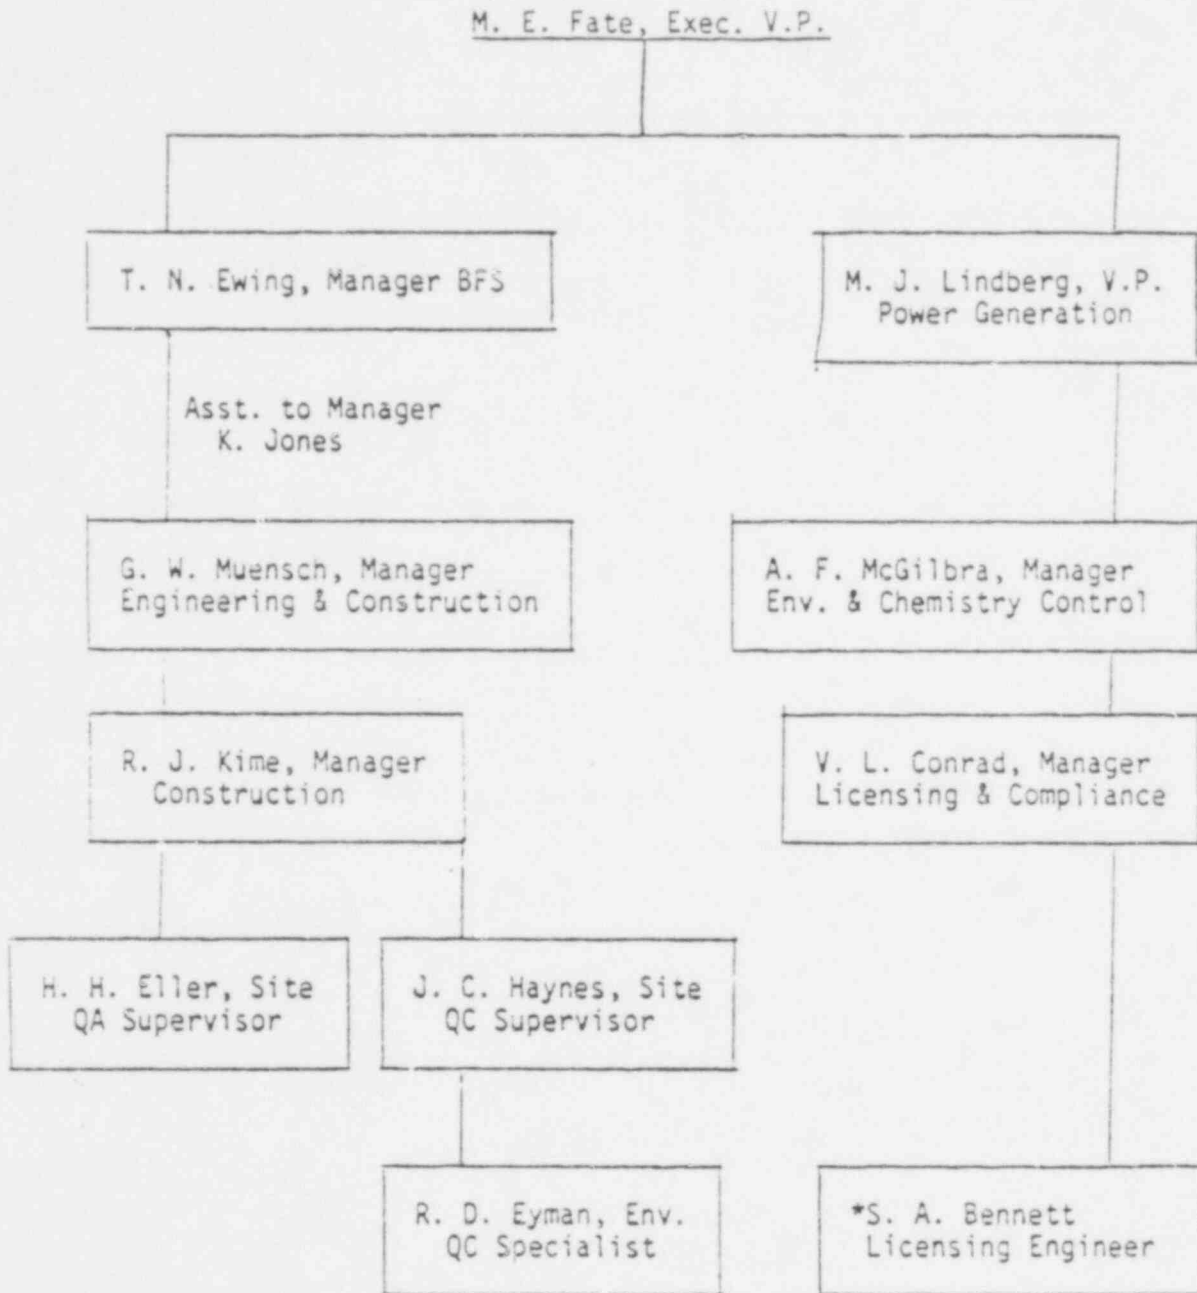 M. E. Fate, Exec. V.P.
T. N. Ewing, Manager BFS
M. J. Lindberg, V.P.
Power Generation
Asst. to Manager
K. Jones
G. W. Muensch, Manager
Engineering & Construction
A. F. McGilbra, Manager
Env. & Chemistry Control
R. J. Kime, Manager
Construction
V. L. Conrad, Manager
Licensing & Compliance
H. H. Eller, Site
QA Supervisor
J. C. Haynes, Site
QC Supervisor
R. D. Eyman, Env.
QC Specialist
*S. A. Bennett
Licensing Engineer